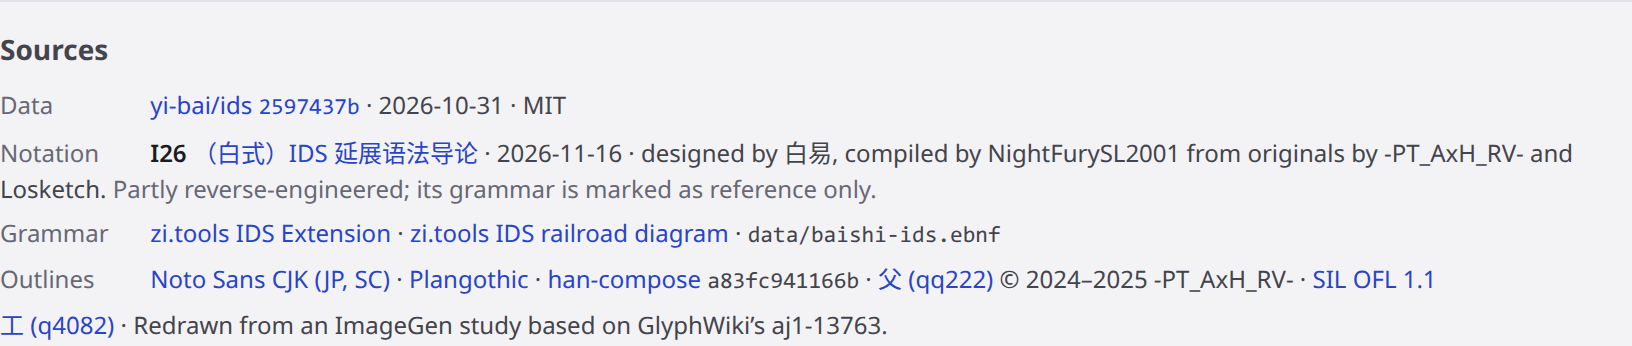 Sources
Data yi-bai/ids 2597437b · 2026-10-31 · MIT
Notation I26 （白式）IDS 延展语法导论 · 2026-11-16 · designed by 白易, compiled by NightFurySL2001 from originals by -PT_AxH_RV- and
Losketch. Partly reverse-engineered; its grammar is marked as reference only.
Grammar zi.tools IDS Extension · zi.tools IDS railroad diagram · data/baishi-ids.ebnf
Outlines Noto Sans CJK (JP, SC) · Plangothic · han-compose a83fc941166b · 父 (qq222) © 2024–2025 -PT_AxH_RV- · SIL OFL 1.1
工 (q4082) · Redrawn from an ImageGen study based on GlyphWiki’s aj1-13763.